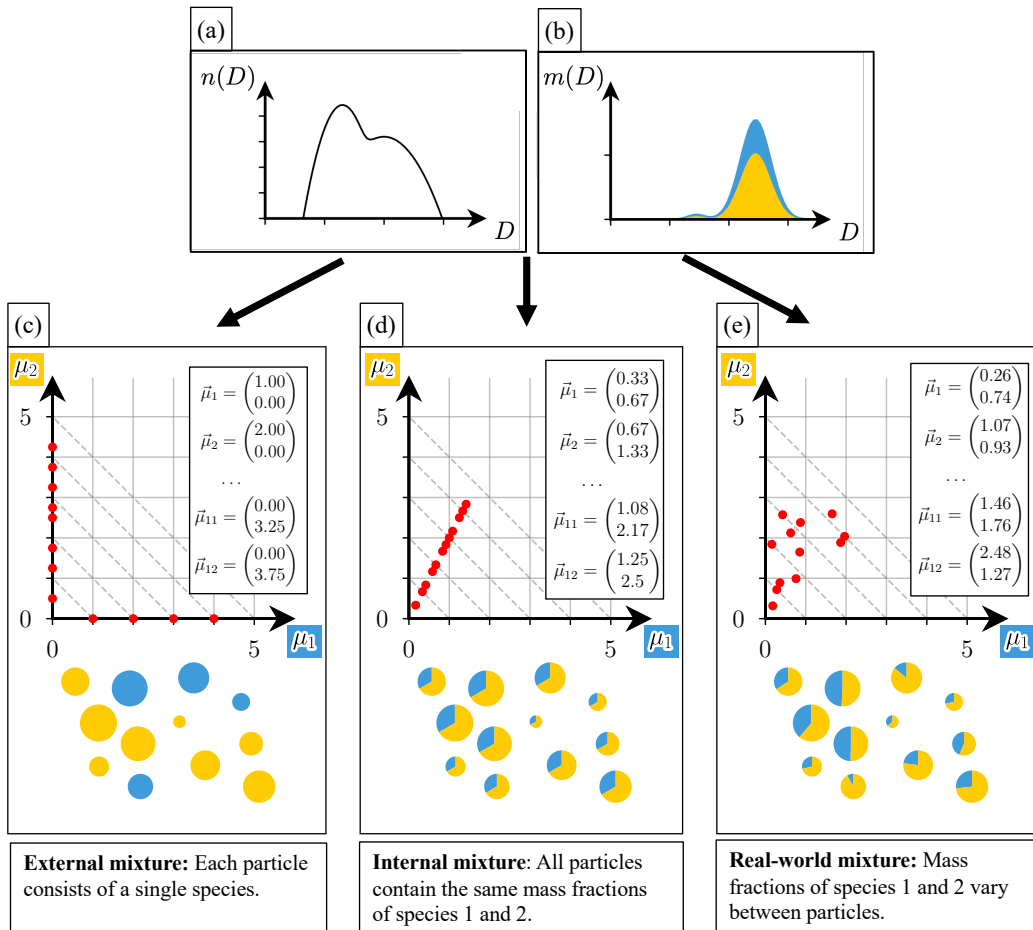 (a)
n(D)
D
(b)
m(D)
D
(c)
μ₂
5
0
0
5
μ₁
μ⃗₁ = (1.00
0.00)
μ⃗₂ = (2.00
0.00)
...
μ⃗₁₁ = (0.00
3.25)
μ⃗₁₂ = (0.00
3.75)
External mixture: Each particle
consists of a single species.
(d)
μ₂
5
0
0
5
μ₁
μ⃗₁ = (0.33
0.67)
μ⃗₂ = (0.67
1.33)
...
μ⃗₁₁ = (1.08
2.17)
μ⃗₁₂ = (1.25
2.5)
Internal mixture: All particles
contain the same mass fractions
of species 1 and 2.
(e)
μ₂
5
0
0
5
μ₁
μ⃗₁ = (0.26
0.74)
μ⃗₂ = (1.07
0.93)
...
μ⃗₁₁ = (1.46
1.76)
μ⃗₁₂ = (2.48
1.27)
Real-world mixture: Mass
fractions of species 1 and 2 vary
between particles.